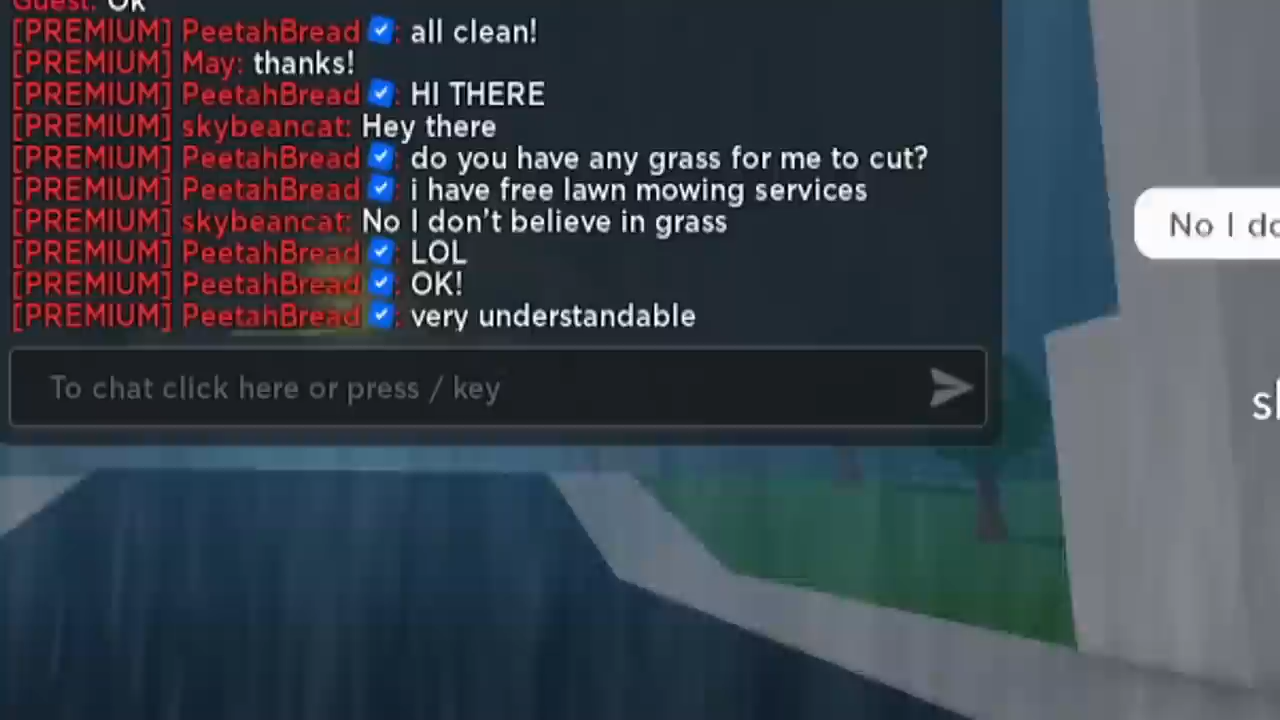 Guest: Ok
[PREMIUM] PeetahBread : all clean!
[PREMIUM] May: thanks!
[PREMIUM] PeetahBread : HI THERE
[PREMIUM] skybeancat: Hey there
[PREMIUM] PeetahBread : do you have any grass for me to cut?
[PREMIUM] PeetahBread : i have free lawn mowing services
[PREMIUM] skybeancat: No I don't believe in grass
[PREMIUM] PeetahBread : LOL
[PREMIUM] PeetahBread : OK!
[PREMIUM] PeetahBread : very understandable
To chat click here or press / key
No I do
s